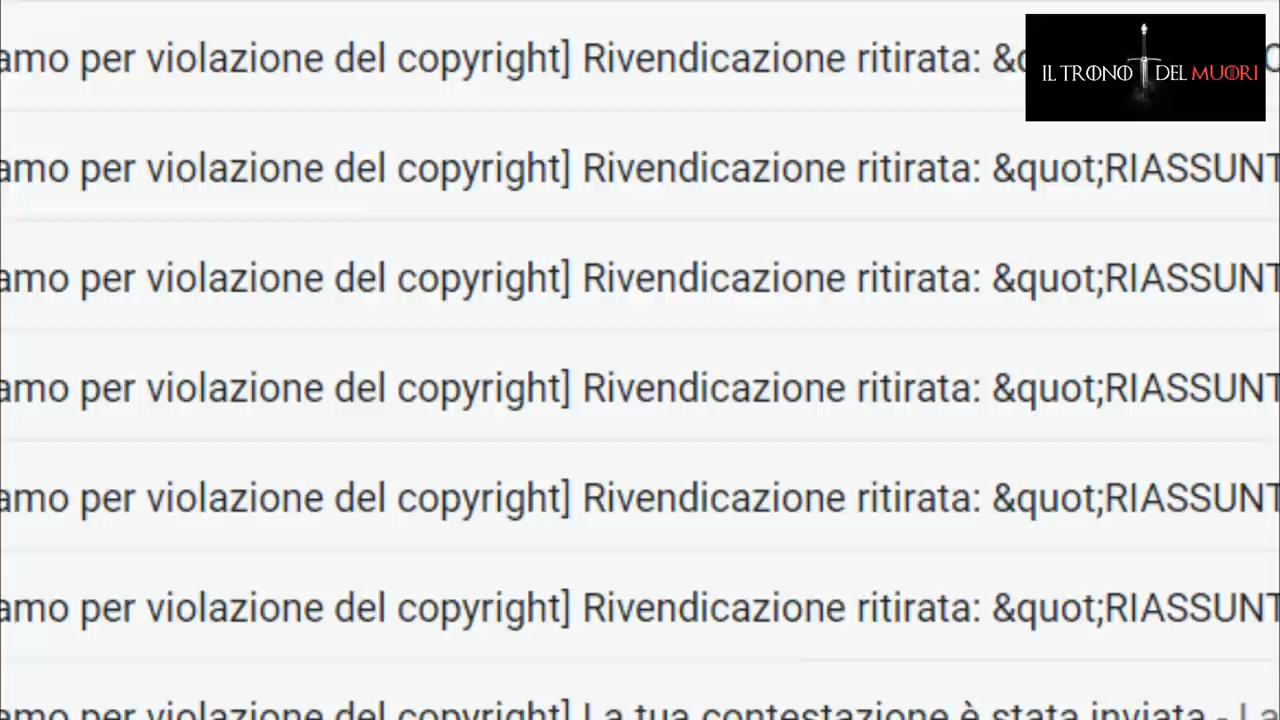 amo per violazione del copyright] Rivendicazione ritirata:
IL TRONO DEL MUORI
amo per violazione del copyright] Rivendicazione ritirata: &quot;RIASSUNT
amo per violazione del copyright] Rivendicazione ritirata: &quot;RIASSUNT
amo per violazione del copyright] Rivendicazione ritirata: &quot;RIASSUNT
amo per violazione del copyright] Rivendicazione ritirata: &quot;RIASSUNT
amo per violazione del copyright] Rivendicazione ritirata: &quot;RIASSUNT
amo per violazione del copyright] La tua contestazione è stata inviata - La